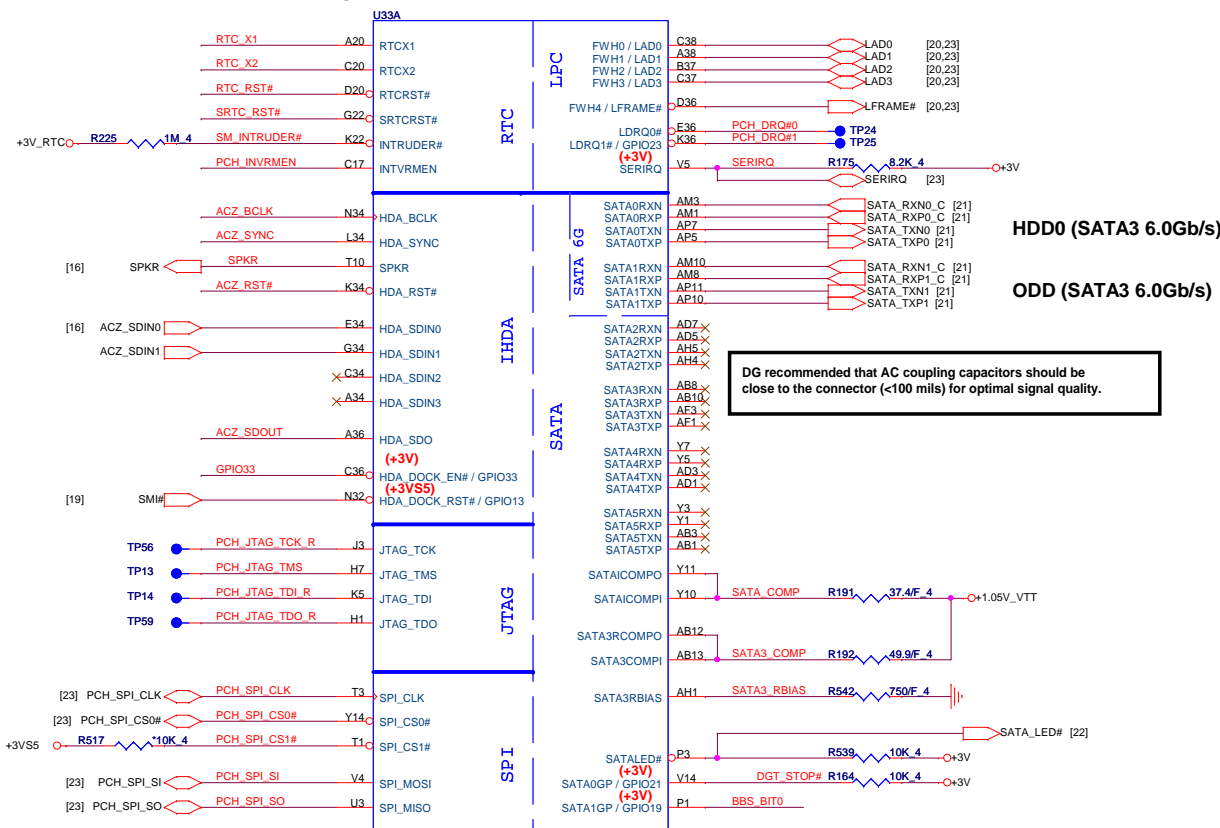 U33A
RTC_X1 A20 RTCX1
RTC_X2 C20 RTCX2
RTC_RST# D20 RTCRST#
SRTC_RST# G22 SRTCRST#
+3V_RTC R225 1M_4 SM_INTRUDER# K22 INTRUDER#
PCH_INVRMEN C17 INTVRMEN
RTC
LPC
FWH0 / LAD0 C38 LAD0 [20,23]
FWH1 / LAD1 A38 LAD1 [20,23]
FWH2 / LAD2 B37 LAD2 [20,23]
FWH3 / LAD3 C37 LAD3 [20,23]
FWH4 / LFRAME# D36 LFRAME# [20,23]
LDRQ0# E36 PCH_DRQ#0 TP24
LDRQ1# / GPIO23 K36 PCH_DRQ#1 TP25
(+3V)
SERIRQ V5 SERIRQ R175 8.2K_4 +3V
SERIRQ [23]
ACZ_BCLK N34 HDA_BCLK
ACZ_SYNC L34 HDA_SYNC
[16] SPKR SPKR T10 SPKR
ACZ_RST# K34 HDA_RST#
[16] ACZ_SDIN0 E34 HDA_SDIN0
ACZ_SDIN1 G34 HDA_SDIN1
C34 HDA_SDIN2
A34 HDA_SDIN3
ACZ_SDOUT A36 HDA_SDO
(+3V)
GPIO33 C36 HDA_DOCK_EN# / GPIO33
(+3VS5)
[19] SMI# N32 HDA_DOCK_RST# / GPIO13
IHDA
SATA 6G
SATA
SATA0RXN AM3 SATA_RXN0_C [21]
SATA0RXP AM1 SATA_RXP0_C [21]
SATA0TXN AP7 SATA_TXN0 [21]
SATA0TXP AP5 SATA_TXP0 [21]
HDD0 (SATA3 6.0Gb/s)
SATA1RXN AM10 SATA_RXN1_C [21]
SATA1RXP AM8 SATA_RXP1_C [21]
SATA1TXN AP11 SATA_TXN1 [21]
SATA1TXP AP10 SATA_TXP1 [21]
ODD (SATA3 6.0Gb/s)
SATA2RXN AD7
SATA2RXP AD5
SATA2TXN AH5
SATA2TXP AH4
DG recommended that AC coupling capacitors should be
close to the connector (<100 mils) for optimal signal quality.
SATA3RXN AB8
SATA3RXP AB10
SATA3TXN AF3
SATA3TXP AF1
SATA4RXN Y7
SATA4RXP Y5
SATA4TXN AD3
SATA4TXP AD1
SATA5RXN Y3
SATA5RXP Y1
SATA5TXN AB3
SATA5TXP AB1
SATAICOMPO Y11
SATAICOMPI Y10 SATA_COMP R191 37.4/F_4 +1.05V_VTT
SATA3RCOMPO AB12
SATA3COMPI AB13 SATA3_COMP R192 49.9/F_4
SATA3RBIAS AH1 SATA3_RBIAS R542 750/F_4
SATA_LED# [22]
SATALED# P3 R539 10K_4 +3V
(+3V)
SATA0GP / GPIO21 V14 DGT_STOP# R164 10K_4 +3V
(+3V)
SATA1GP / GPIO19 P1 BBS_BIT0
TP56 PCH_JTAG_TCK_R J3 JTAG_TCK
TP13 PCH_JTAG_TMS H7 JTAG_TMS
TP14 PCH_JTAG_TDI_R K5 JTAG_TDI
TP59 PCH_JTAG_TDO_R H1 JTAG_TDO
JTAG
[23] PCH_SPI_CLK PCH_SPI_CLK T3 SPI_CLK
[23] PCH_SPI_CS0# PCH_SPI_CS0# Y14 SPI_CS0#
+3VS5 R517 *10K_4 PCH_SPI_CS1# T1 SPI_CS1#
[23] PCH_SPI_SI PCH_SPI_SI V4 SPI_MOSI
[23] PCH_SPI_SO PCH_SPI_SO U3 SPI_MISO
SPI